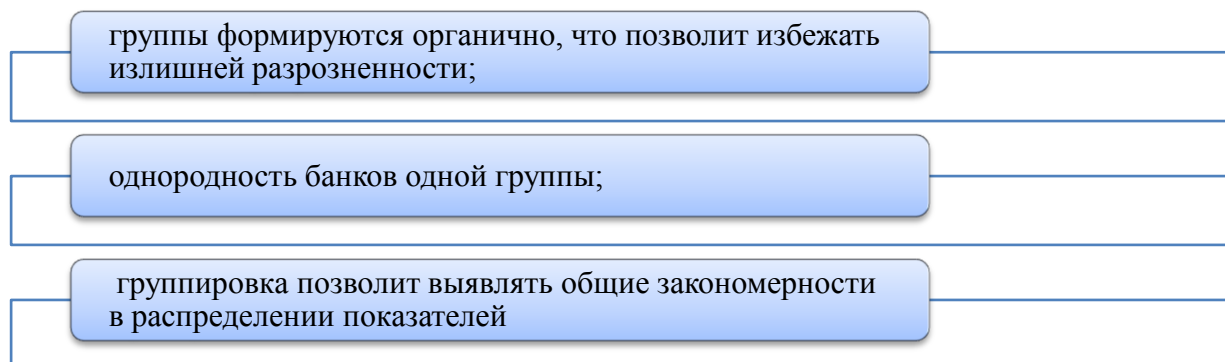 группы формируются органично, что позволит избежать
излишней разрозненности;
однородность банков одной группы;
группировка позволит выявлять общие закономерности
в распределении показателей